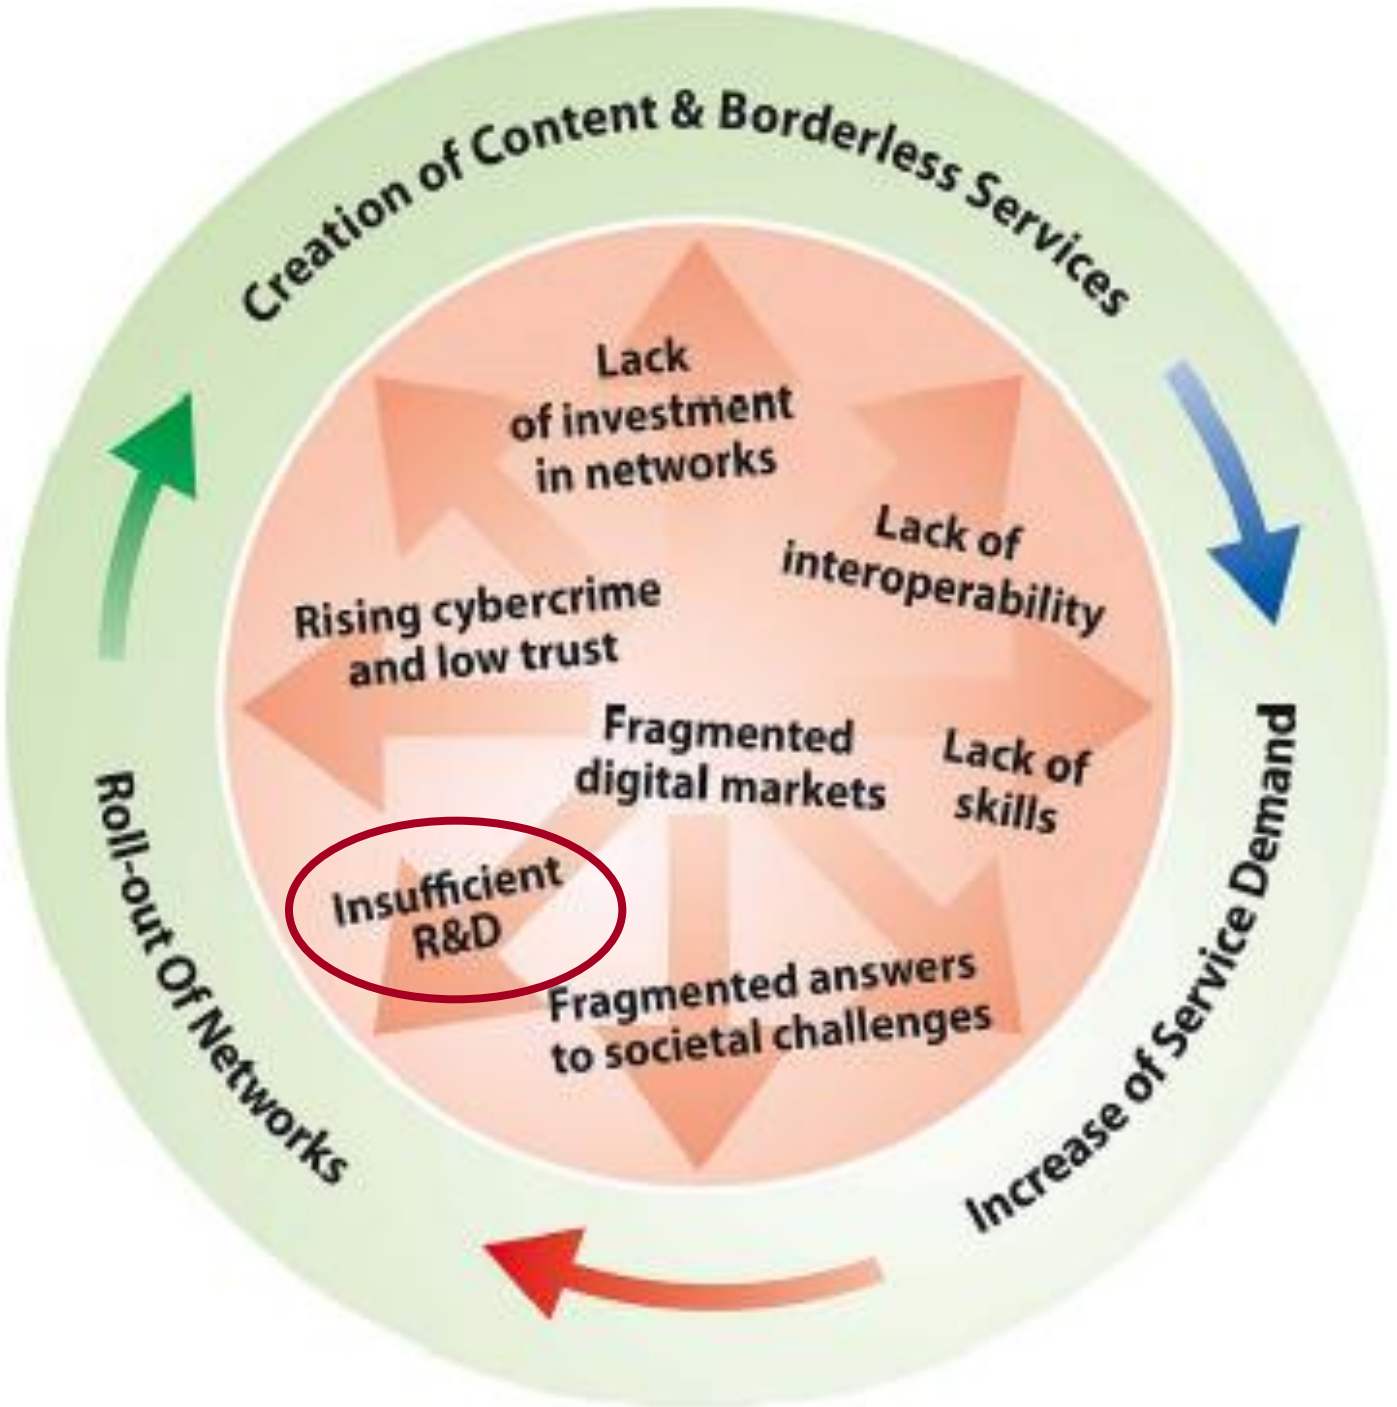 Creation of Content & Borderless Services
Lack
of investment
in networks
Lack of
interoperability
Rising cybercrime
and low trust
Fragmented
digital markets
Lack of
skills
Insufficient
R&D
Fragmented answers
to societal challenges
Increase of Service Demand
Roll-out Of Networks